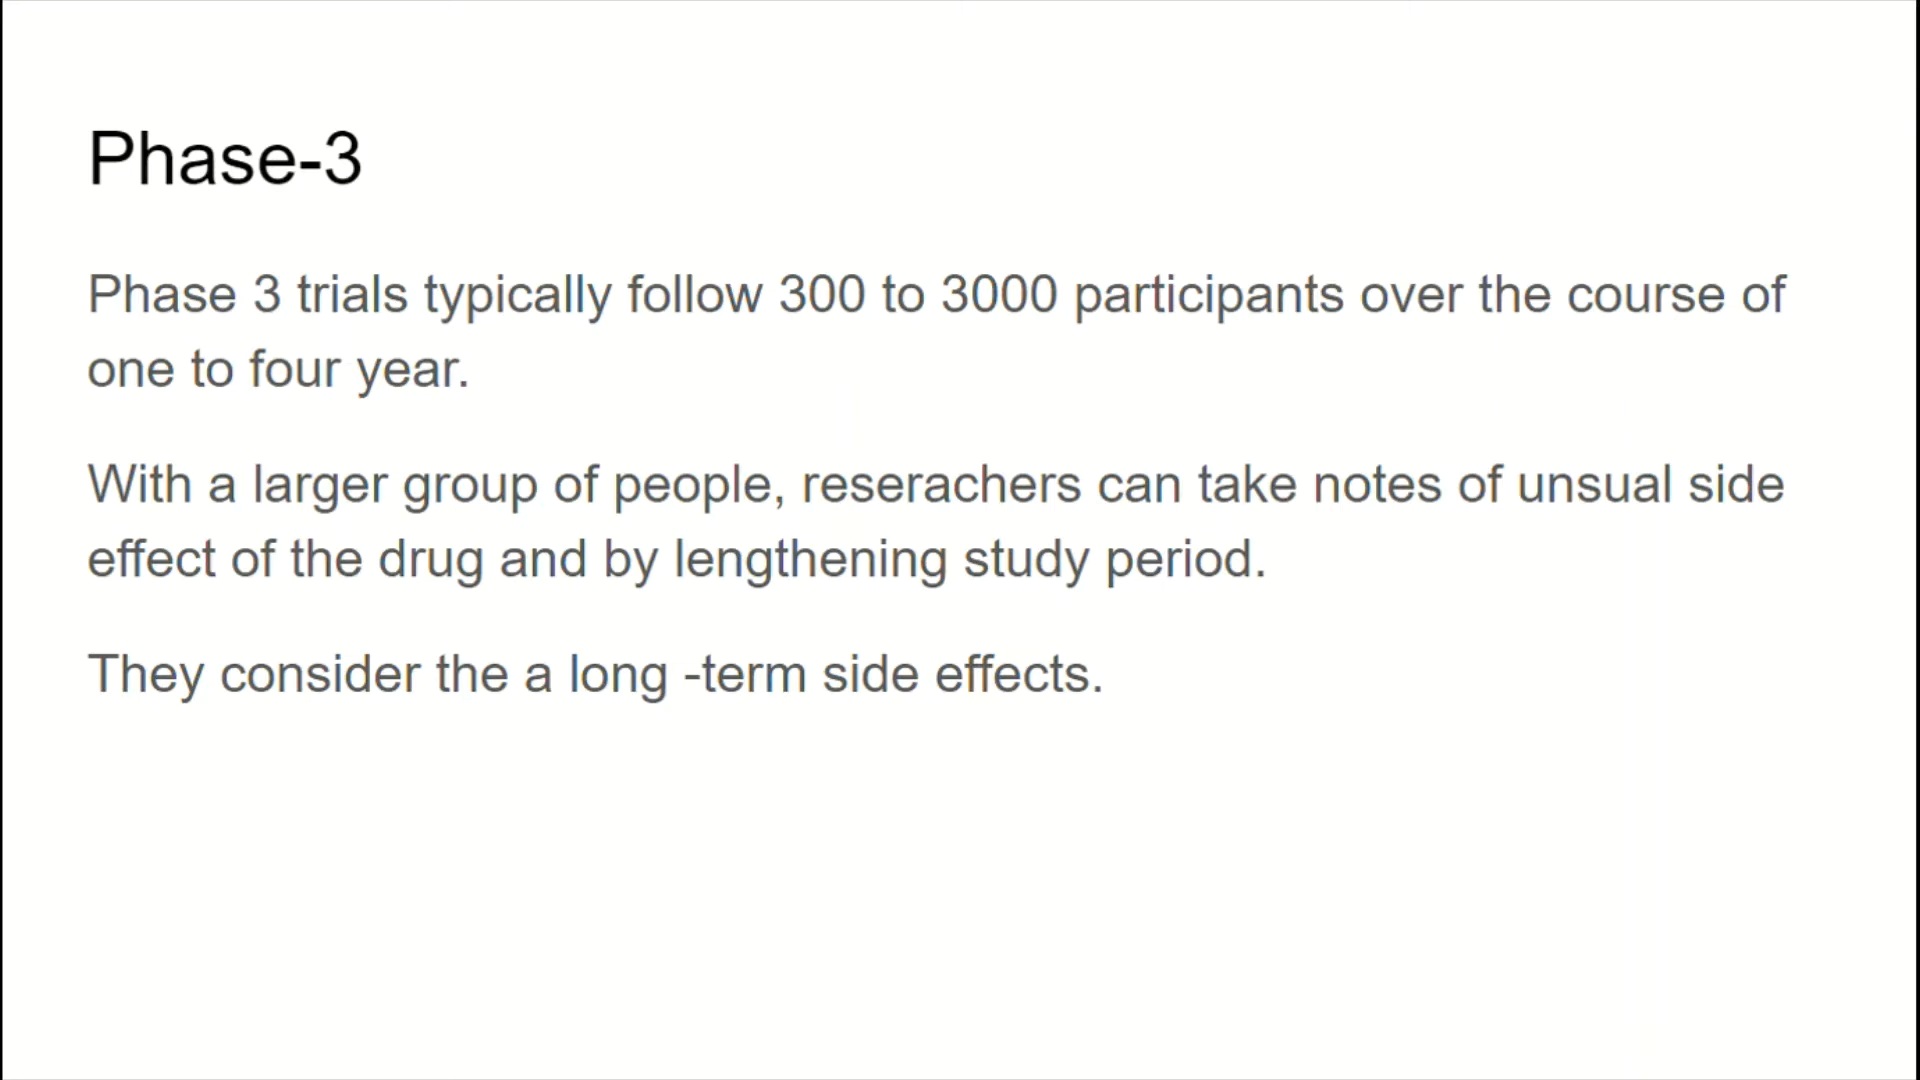 Phase-3
Phase 3 trials typically follow 300 to 3000 participants over the course of
one to four year.
With a larger group of people, reserachers can take notes of unsual side
effect of the drug and by lengthening study period.
They consider the a long -term side effects.